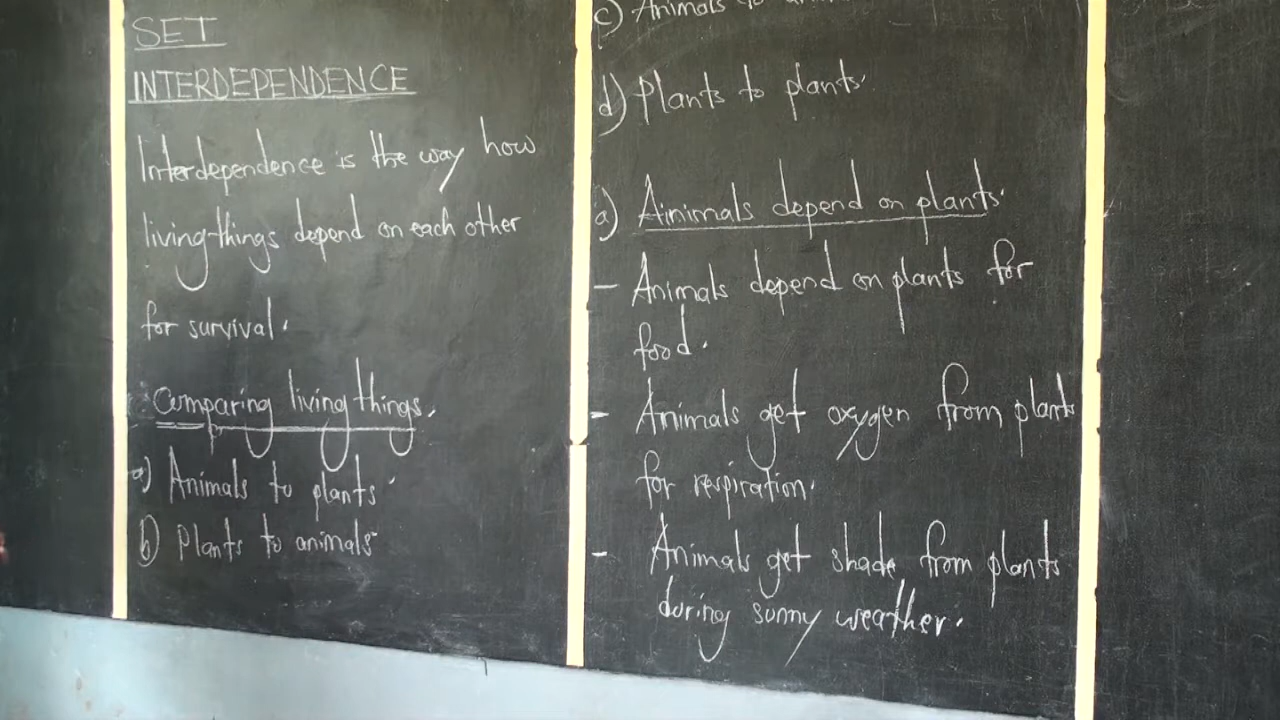 SET
INTERDEPENDENCE
Interdependence is the way how
living things depend on each other
for survival.
Comparing living things.
a) Animals to plants
b) Plants to animals
c) Animals to
d) Plants to plants.
a) Ainimals depend on plants.
- Animals depend on plants for
food.
- Animals get oxygen from plants
for respiration.
- Animals get shade from plants
during sunny weather.